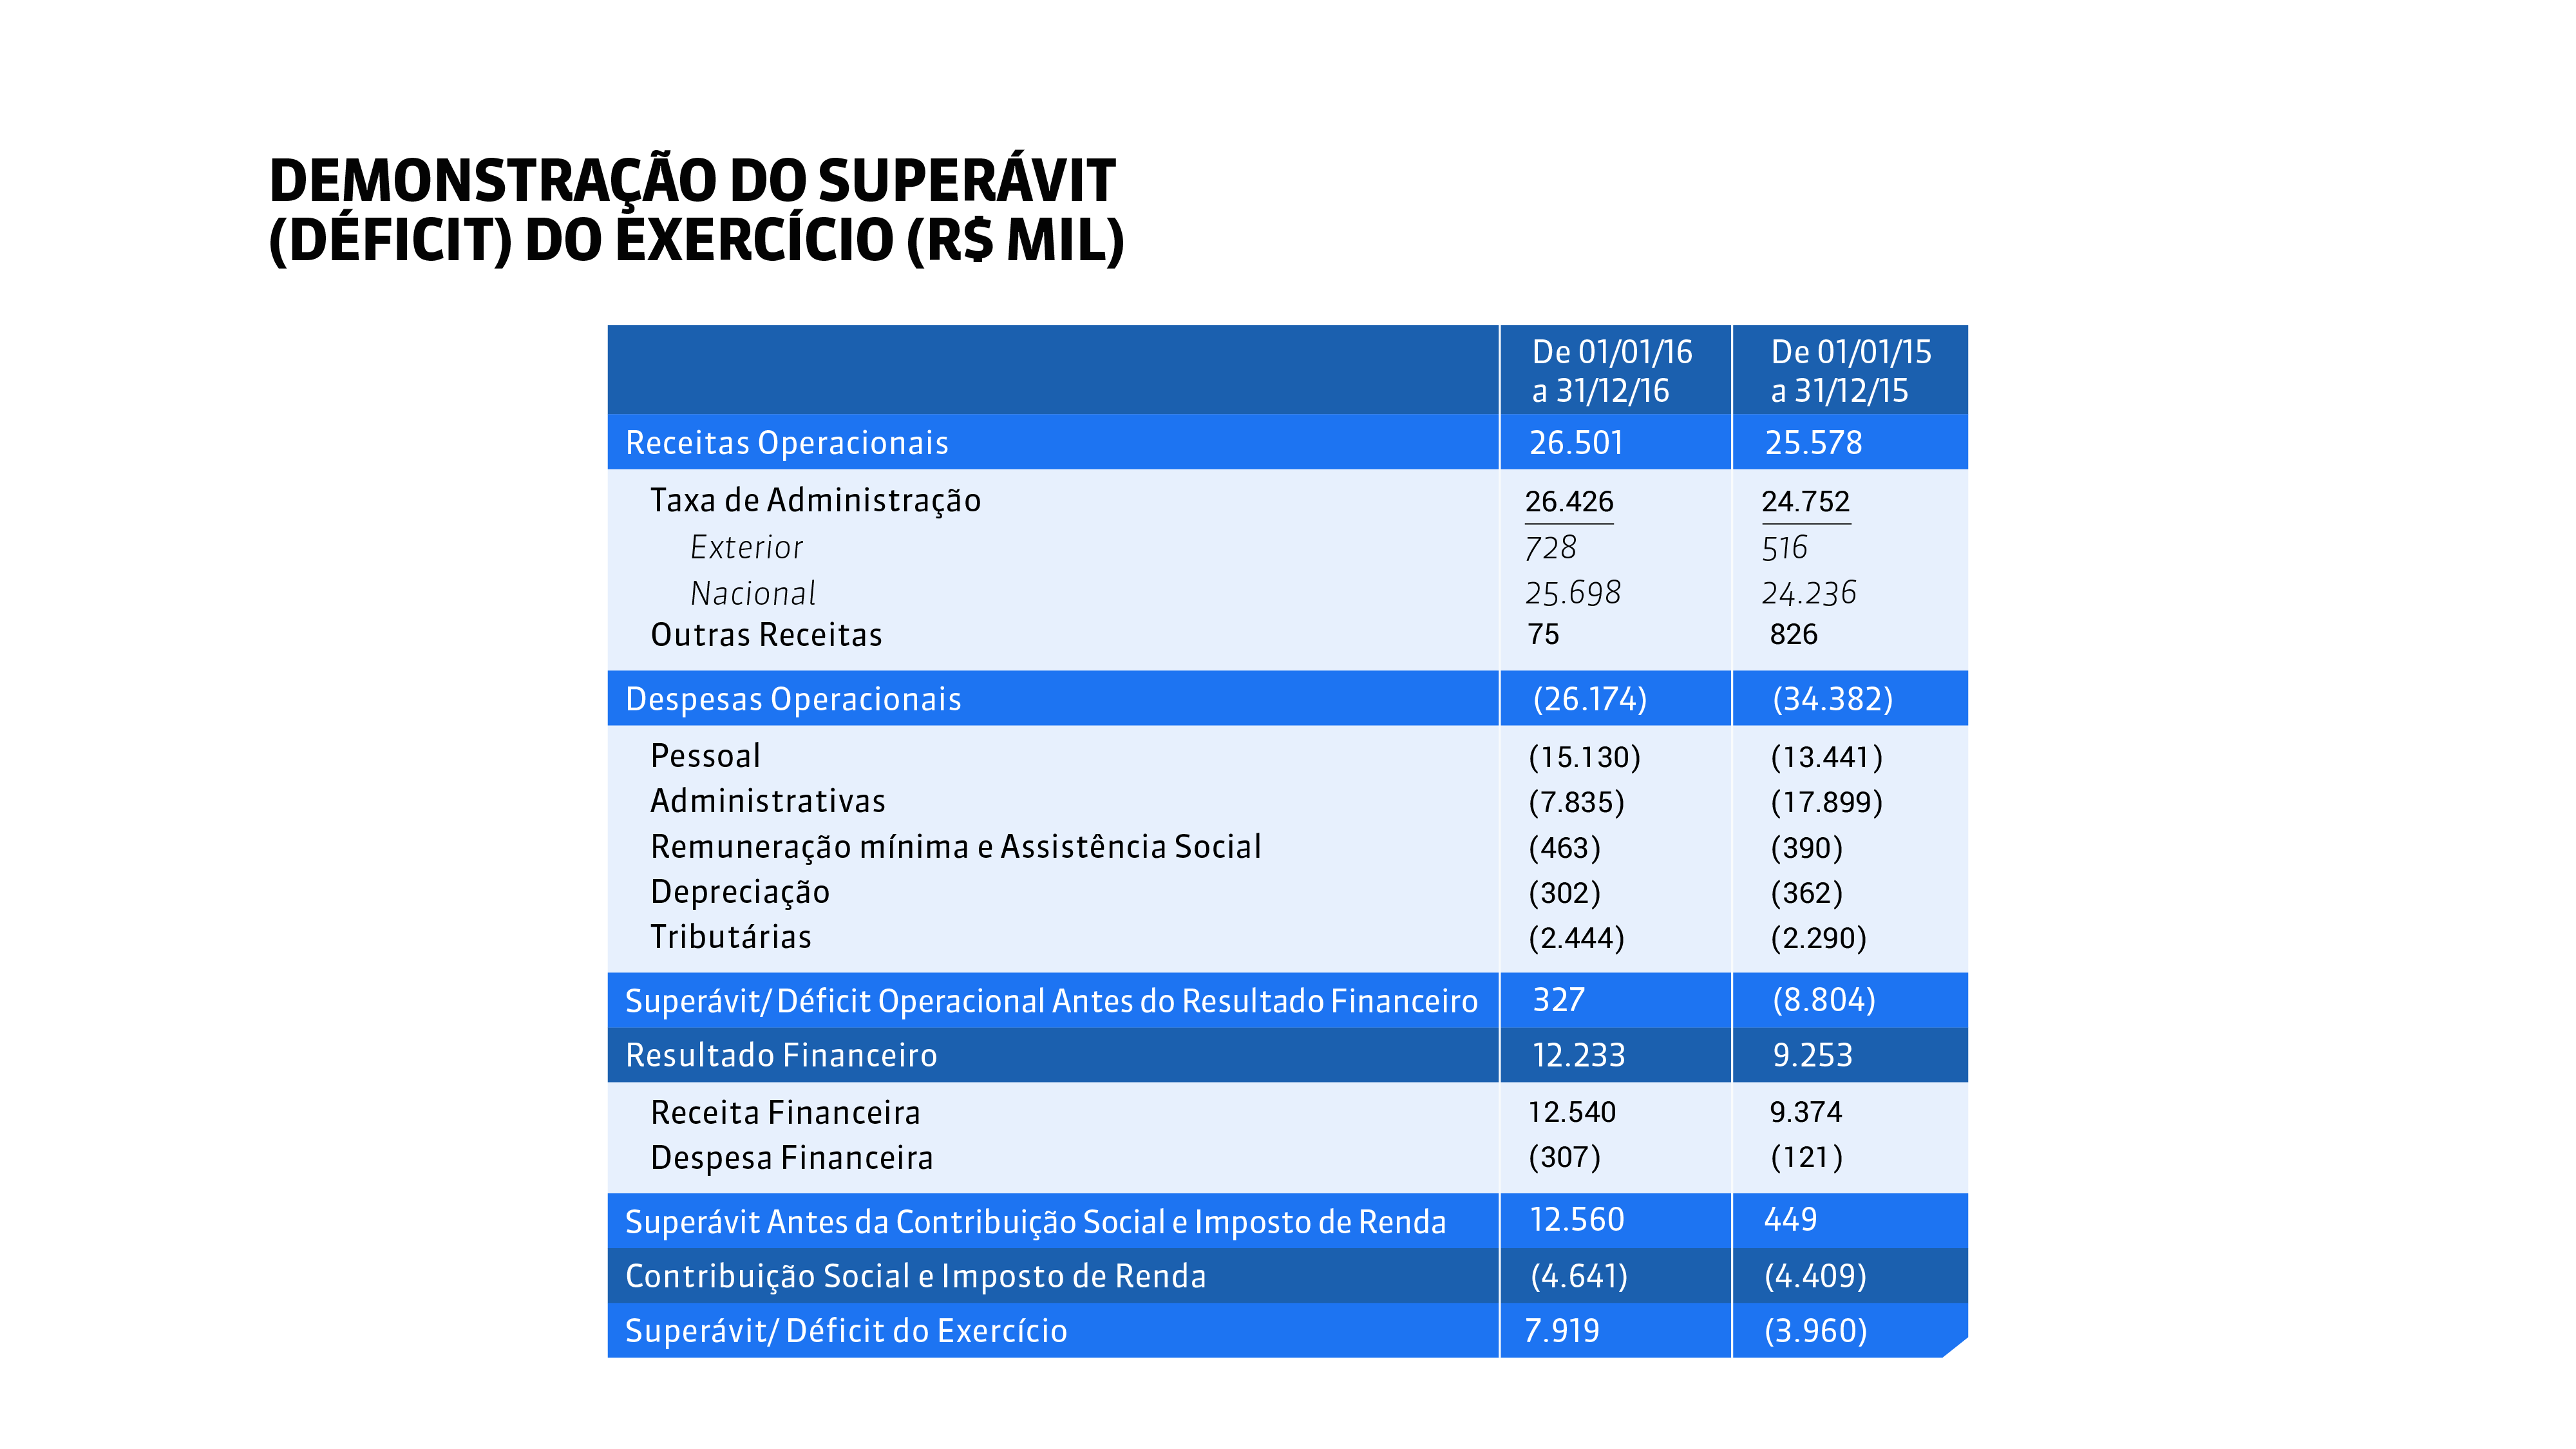 DEMONSTRAÇÃO DO SUPERÁVIT
(DÉFICIT) DO EXERCÍCIO (R$ MIL)
De 01/01/16 De 01/01/15
a 31/12/16 a 31/12/15
Receitas Operacionais 26.501 25.578
Taxa de Administração 26.426 24.752
Exterior 728 516
Nacional 25.698 24.236
Outras Receitas 75 826
Despesas Operacionais (26.174) (34.382)
Pessoal (15.130) (13.441)
Administrativas (7.835) (17.899)
Remuneração mínima e Assistência Social (463) (390)
Depreciação (302) (362)
Tributárias (2.444) (2.290)
Superávit/ Déficit Operacional Antes do Resultado Financeiro 327 (8.804)
Resultado Financeiro 12.233 9.253
Receita Financeira 12.540 9.374
Despesa Financeira (307) (121)
Superávit Antes da Contribuição Social e Imposto de Renda 12.560 449
Contribuição Social e Imposto de Renda (4.641) (4.409)
Superávit/ Déficit do Exercício 7.919 (3.960)